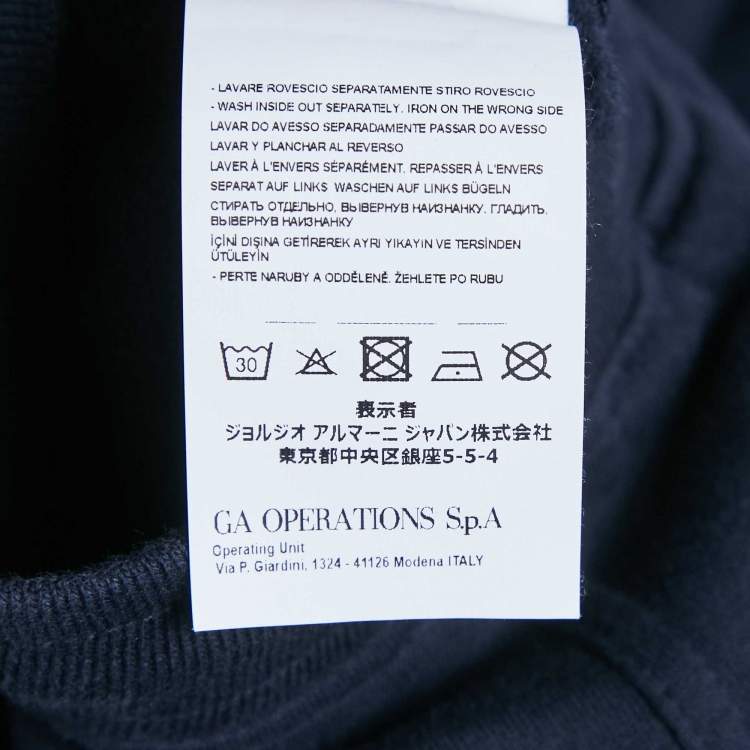 - LAVARE ROVESCIO SEPARATAMENTE STIRO ROVESCIO
- WASH INSIDE OUT SEPARATELY. IRON ON THE WRONG SIDE
LAVAR DO AVESSO SEPARADAMENTE PASSAR DO AVESSO
LAVAR Y PLANCHAR AL REVERSO
LAVER À L'ENVERS SÉPARÉMENT. REPASSER À L'ENVERS
SEPARAT AUF LINKS WASCHEN AUF LINKS BÜGELN
СТИРАТЬ ОТДЕЛЬНО, ВЫВЕРНУВ НАИЗНАНКУ. ГЛАДИТЬ,
ВЫВЕРНУВ НАИЗНАНКУ
İÇİNİ DIŞINA GETİREREK AYRI YIKAYIN VE TERSİNDEN
ÜTÜLEYİN
- PERTE NARUBY A ODDĚLENĚ. ŽEHLETE PO RUBU
30
表示者
ジョルジオ アルマーニ ジャパン株式会社
東京都中央区銀座5-5-4
GA OPERATIONS S.p.A
Operating Unit
Via P. Giardini, 1324 - 41126 Modena ITALY